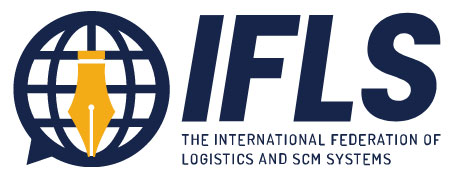 IFLS
THE INTERNATIONAL FEDERATION OF
LOGISTICS AND SCM SYSTEMS